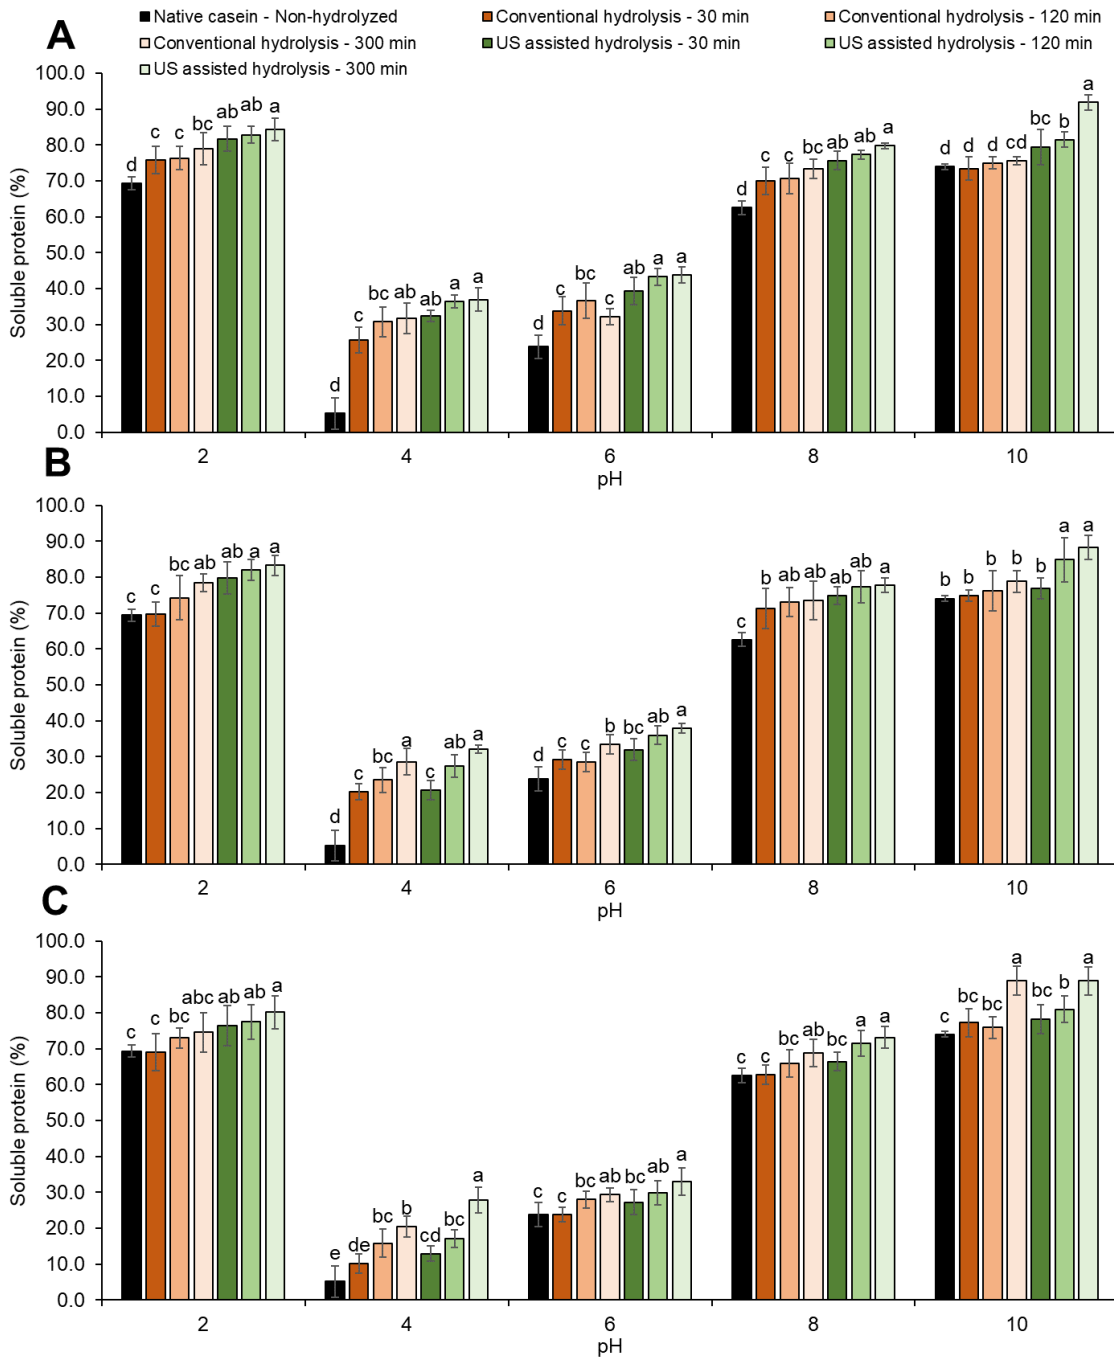 A
Native casein - Non-hydrolyzed Conventional hydrolysis - 30 min Conventional hydrolysis - 120 min
Conventional hydrolysis - 300 min US assisted hydrolysis - 30 min US assisted hydrolysis - 120 min
US assisted hydrolysis - 300 min
Soluble protein (%)
100.0
90.0
80.0
70.0
60.0
50.0
40.0
30.0
20.0
10.0
0.0
d c c bc ab ab a
d c bc ab ab a a
d c bc c ab a a
d c c bc ab ab a
d d d cd bc b a
2 4 6 8 10
pH
B
Soluble protein (%)
100.0
90.0
80.0
70.0
60.0
50.0
40.0
30.0
20.0
10.0
0.0
c c bc ab ab a a
d c bc a c ab a
d c c b bc ab a
c b ab ab ab ab a
b b b b b a a
2 4 6 8 10
pH
C
Soluble protein (%)
100.0
90.0
80.0
70.0
60.0
50.0
40.0
30.0
20.0
10.0
0.0
c c bc abc ab ab a
e de bc b cd bc a
c c bc ab bc ab a
c c bc ab bc a a
c bc bc a bc b a
2 4 6 8 10
pH